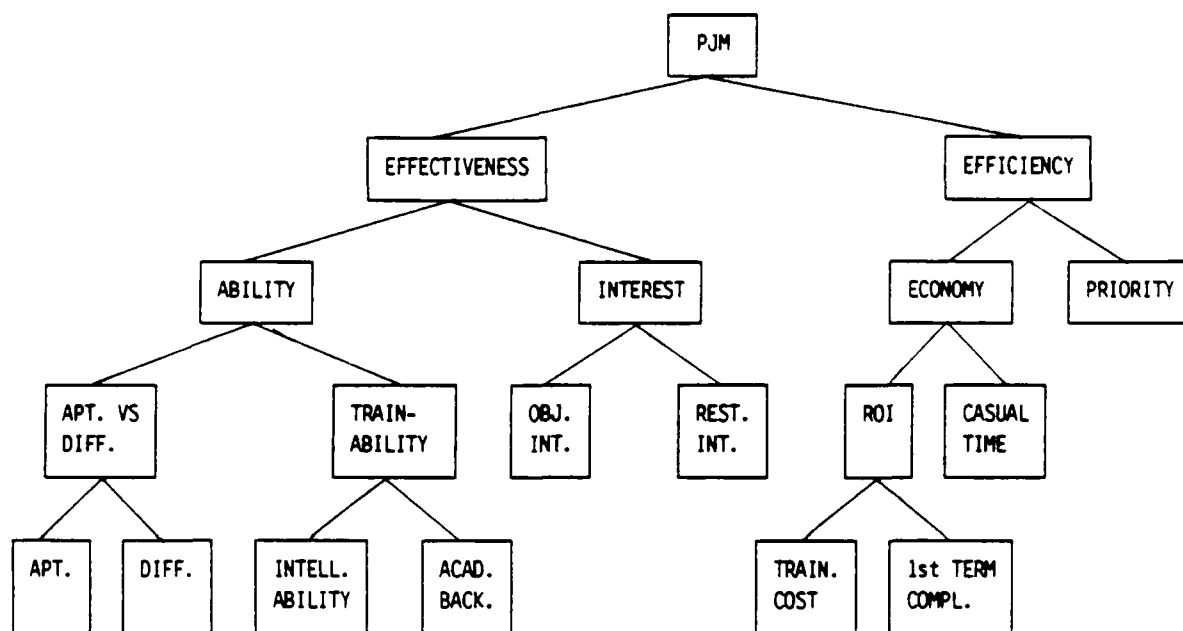 PJM
EFFECTIVENESS
EFFICIENCY
ABILITY
INTEREST
ECONOMY
PRIORITY
APT. VS
DIFF.
TRAIN-
ABILITY
OBJ.
INT.
REST.
INT.
ROI
CASUAL
TIME
APT.
DIFF.
INTELL.
ABILITY
ACAD.
BACK.
TRAIN.
COST
1st TERM
COMPL.